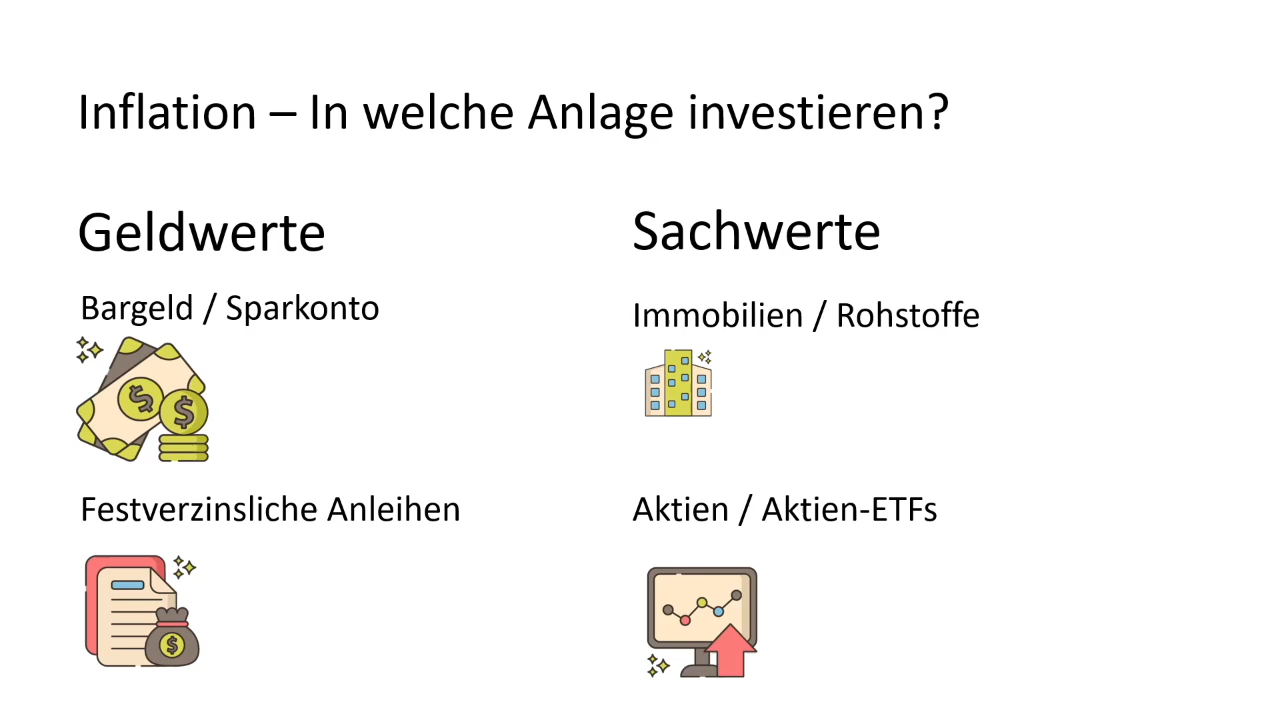 Inflation – In welche Anlage investieren?
Geldwerte
Bargeld / Sparkonto
$ $
Festverzinsliche Anleihen
$
Sachwerte
Immobilien / Rohstoffe
Aktien / Aktien-ETFs